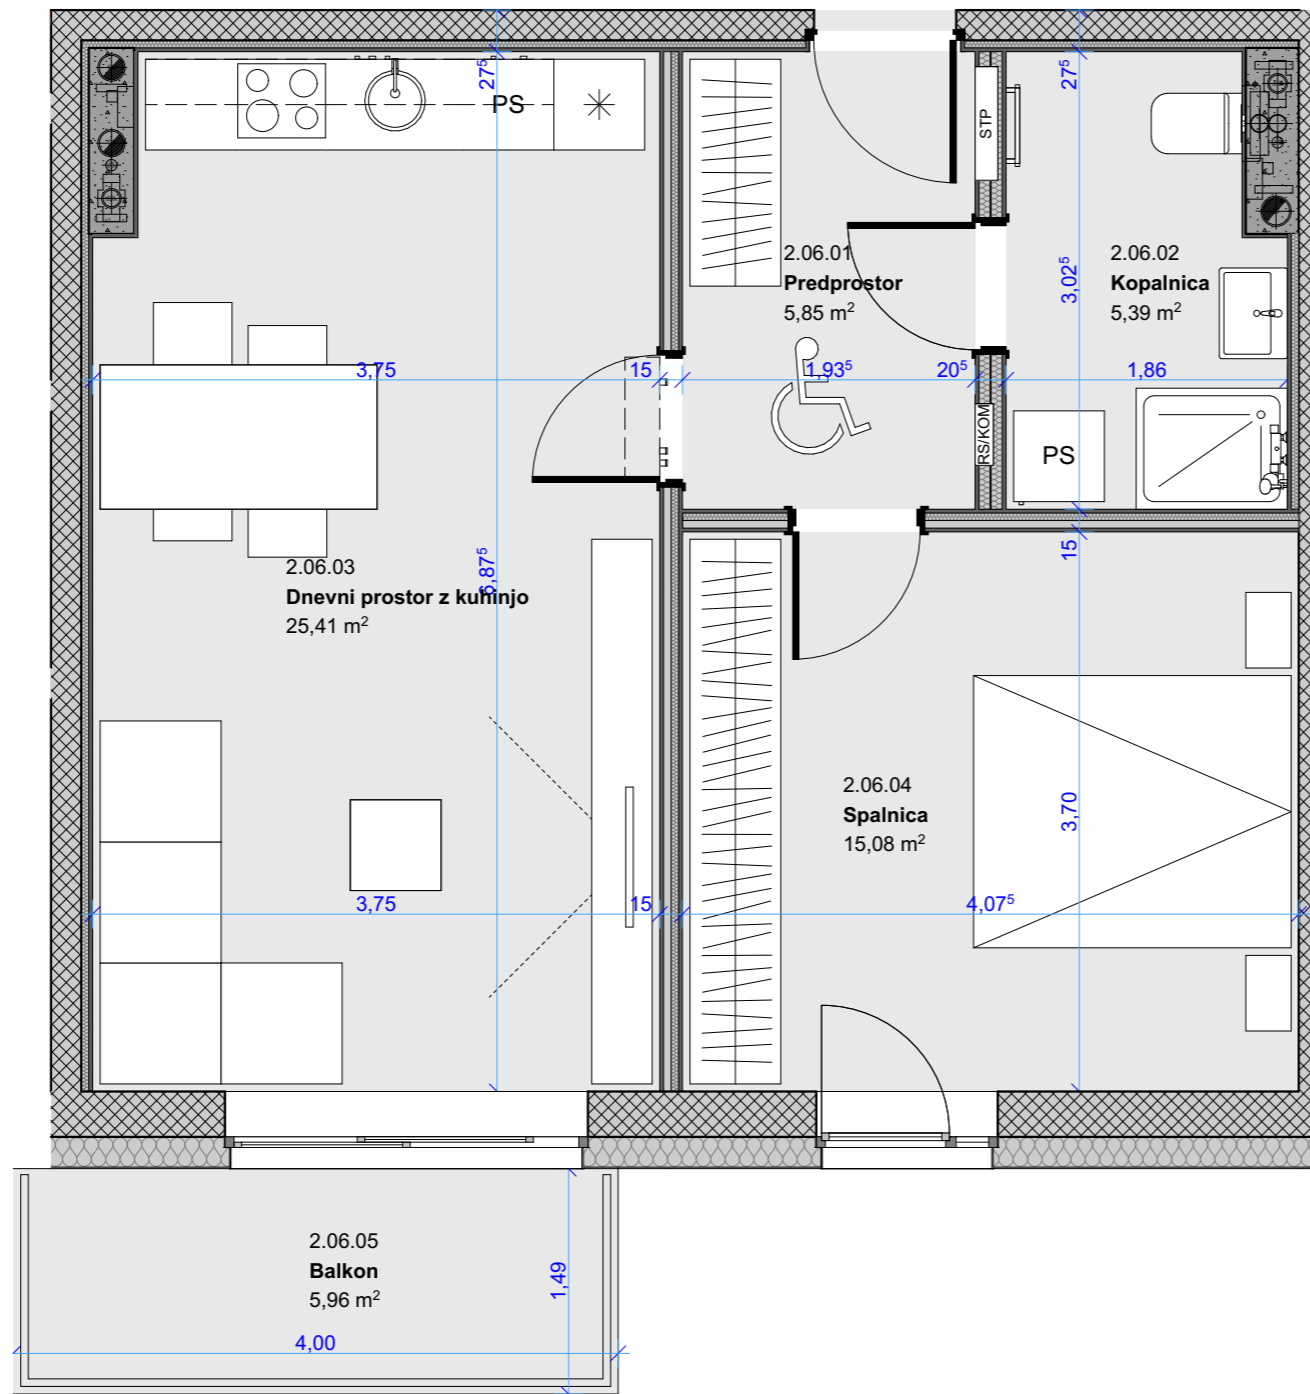 27⁵
27⁵
PS
STP
2.06.01
Predprostor
5,85 m²
2.06.02
Kopalnica
5,39 m²
3,02⁵
3,75
15
1,93⁵
20⁵
1,86
RS/KOM
PS
15
2.06.03
Dnevni prostor z kuhinjo
25,41 m²
6,87⁵
2.06.04
Spalnica
15,08 m²
3,70
3,75
15
4,07⁵
2.06.05
Balkon
5,96 m²
1,49
4,00